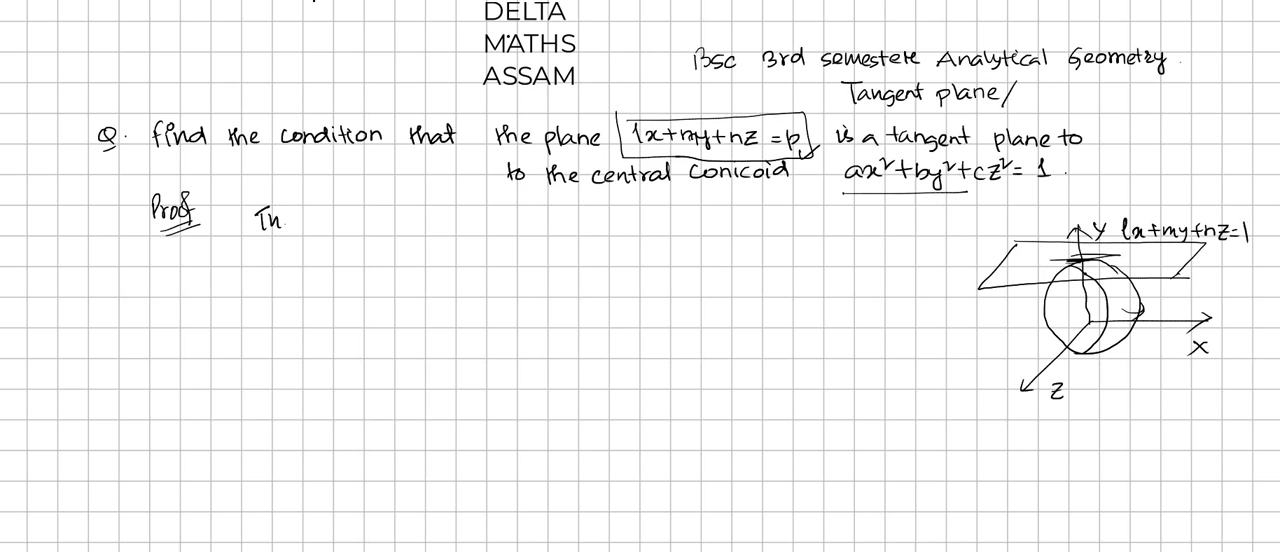 DELTA
MATHS
ASSAM
BSC 3rd semester Analytical Geometry.
Tangent plane/
Q. find the condition that the plane lx+my+nz=p, is a tangent plane to
to the central conicoid ax²+by²+cz²=1.
Proof Th
Y lx+my+nz=1
X
Z